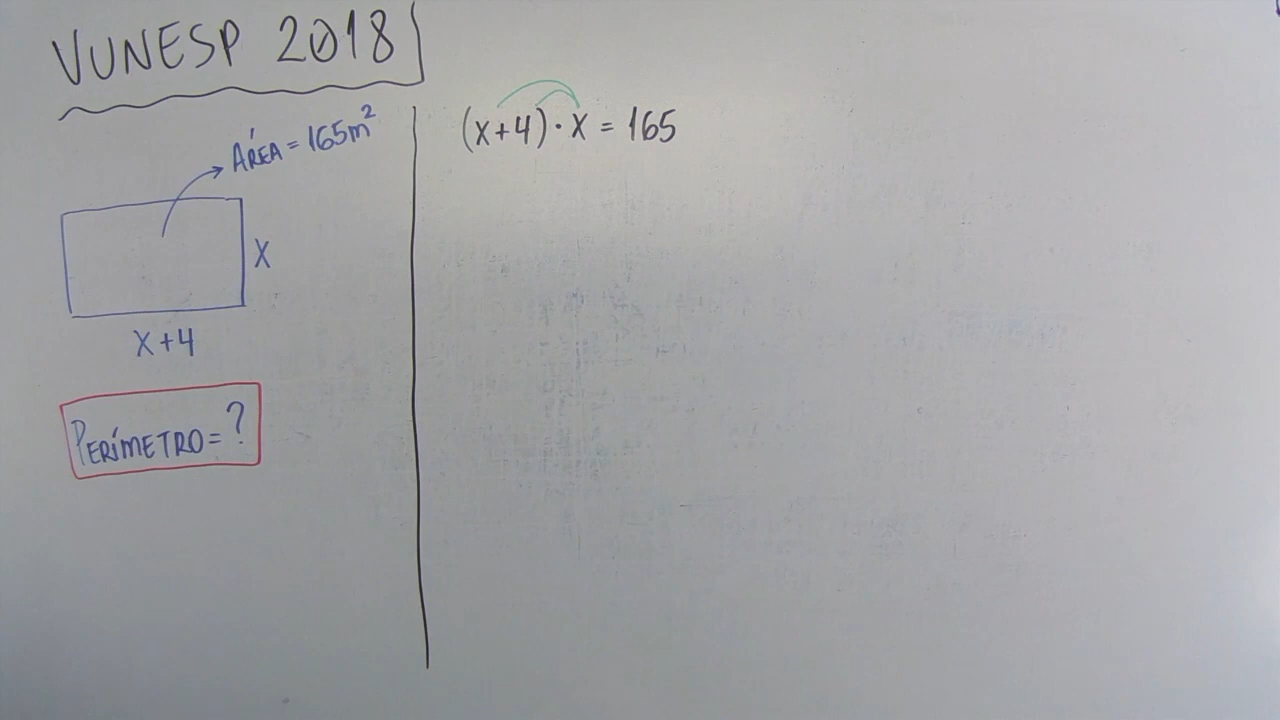 VUNESP 2018
ÁREA = 165m²
X
X+4
PERÍMETRO = ?
(x+4)·x = 165